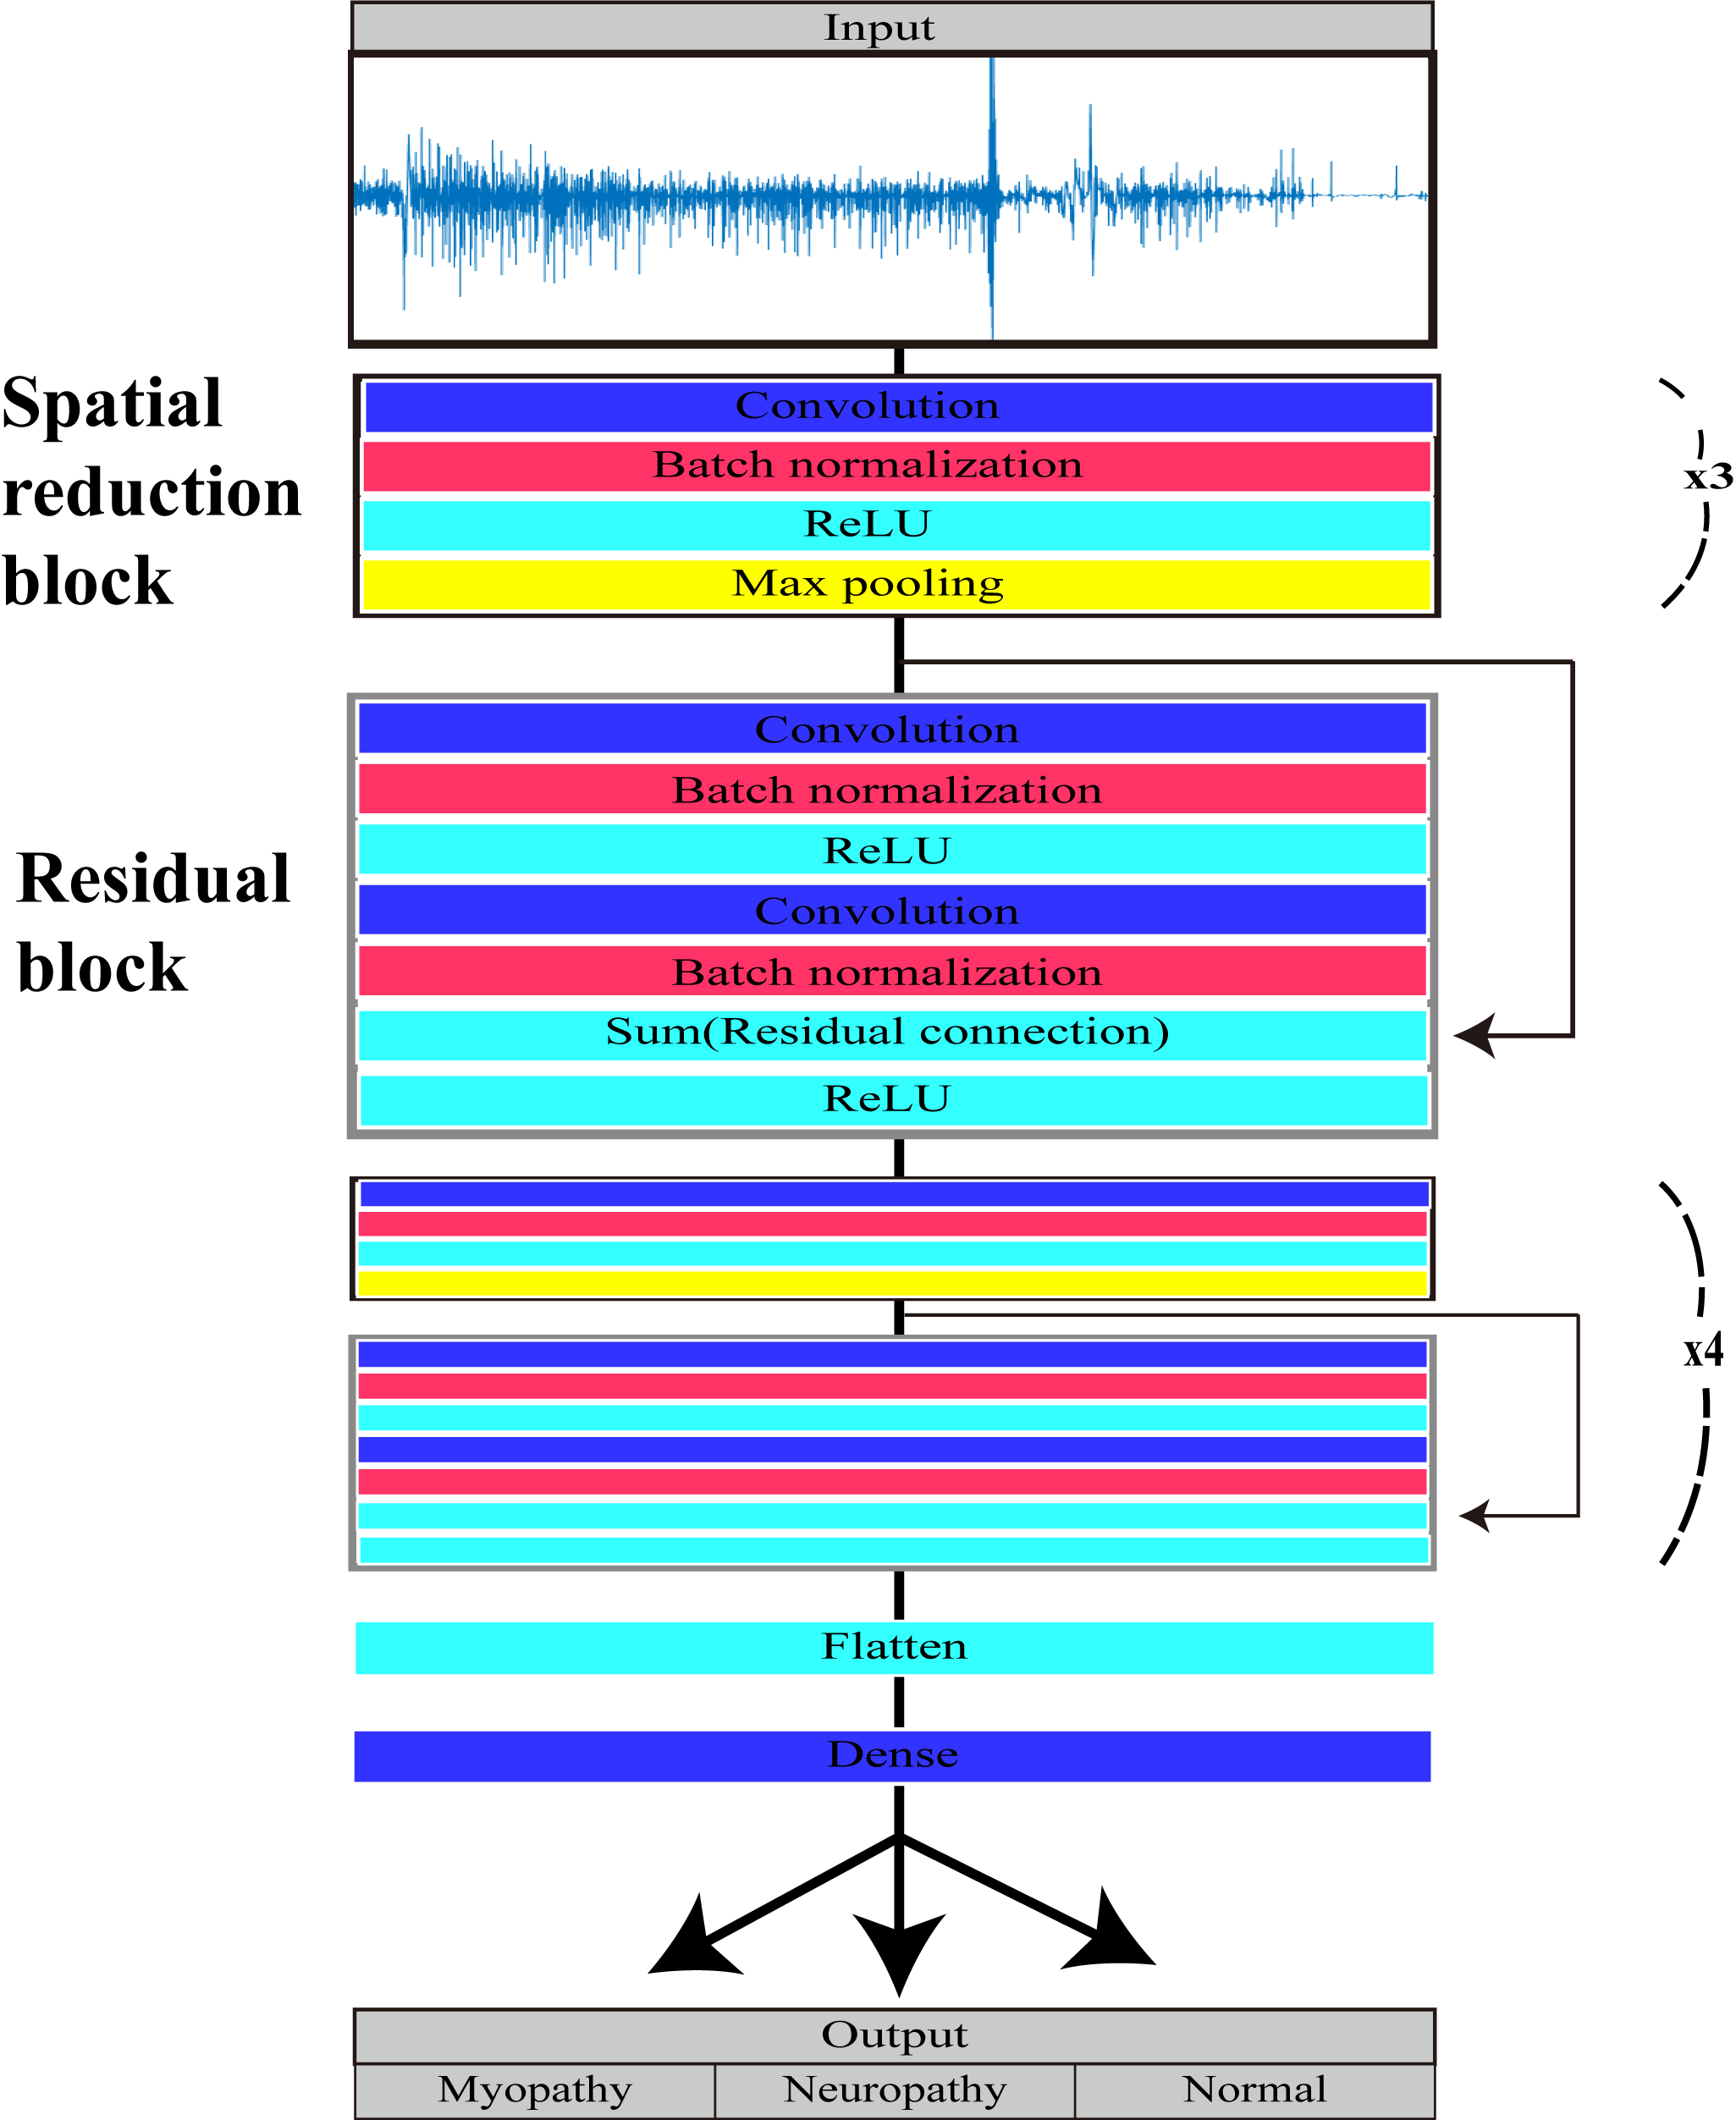 Input
Spatial
reduction
block
Convolution
Batch normalization
ReLU
Max pooling
x3
Residual
block
Convolution
Batch normalization
ReLU
Convolution
Batch normalization
Sum(Residual connection)
ReLU
x4
Flatten
Dense
Output
Myopathy Neuropathy Normal